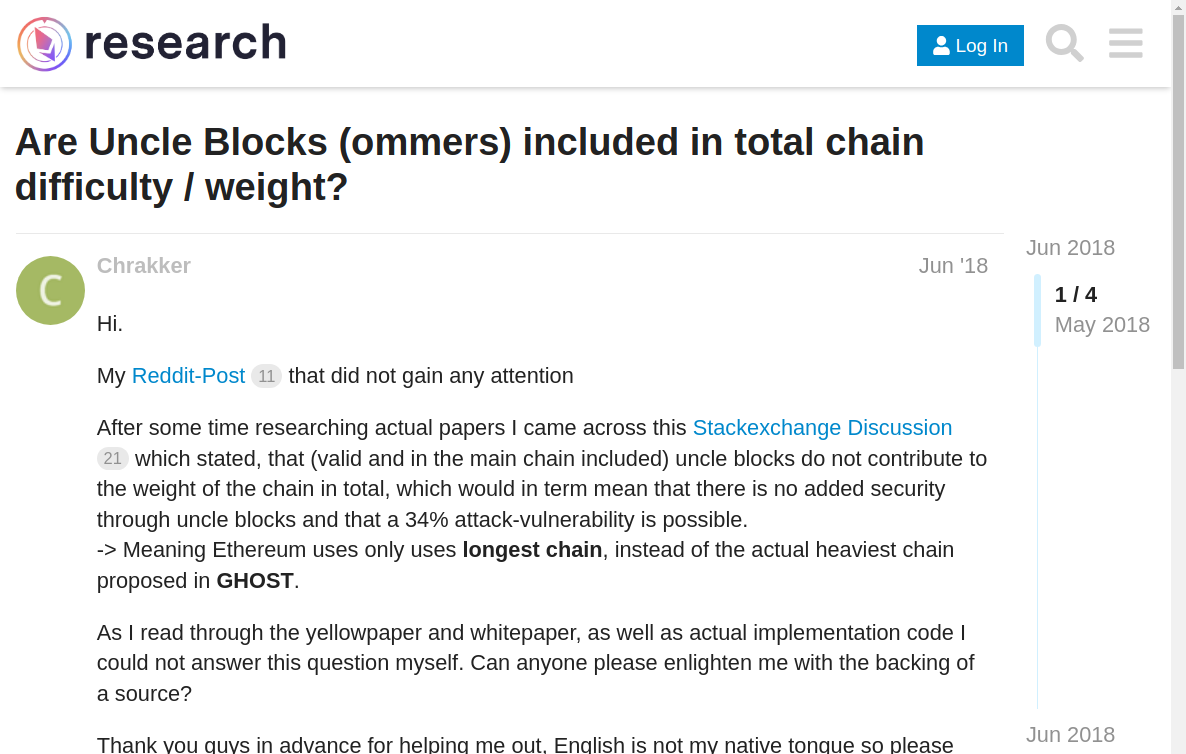 research
Log In
Are Uncle Blocks (ommers) included in total chain
difficulty / weight?
Chrakker
Jun '18
Jun 2018
1 / 4
May 2018
C
Hi.
My Reddit-Post 11 that did not gain any attention
After some time researching actual papers I came across this Stackexchange Discussion
21 which stated, that (valid and in the main chain included) uncle blocks do not contribute to
the weight of the chain in total, which would in term mean that there is no added security
through uncle blocks and that a 34% attack-vulnerability is possible.
-> Meaning Ethereum uses only uses longest chain, instead of the actual heaviest chain
proposed in GHOST.
As I read through the yellowpaper and whitepaper, as well as actual implementation code I
could not answer this question myself. Can anyone please enlighten me with the backing of
a source?
Thank you guys in advance for helping me out, English is not my native tongue so please
Jun 2018